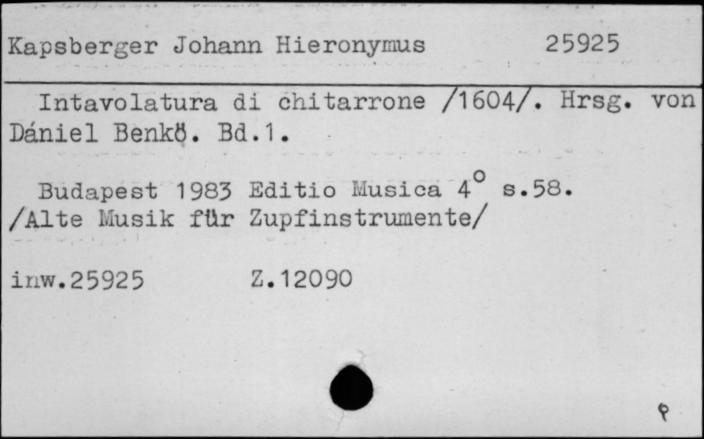 Kapsberger Johann Hieronymus 25925
Intavolatura di chitarrone /1604/. Hrsg. von
Dániel Benkö. Bd.1.
Budapest 1983 Editio Musica 4° s.58.
/Alte Musik für Zupfinstrumente/
inw.25925 Z.12090